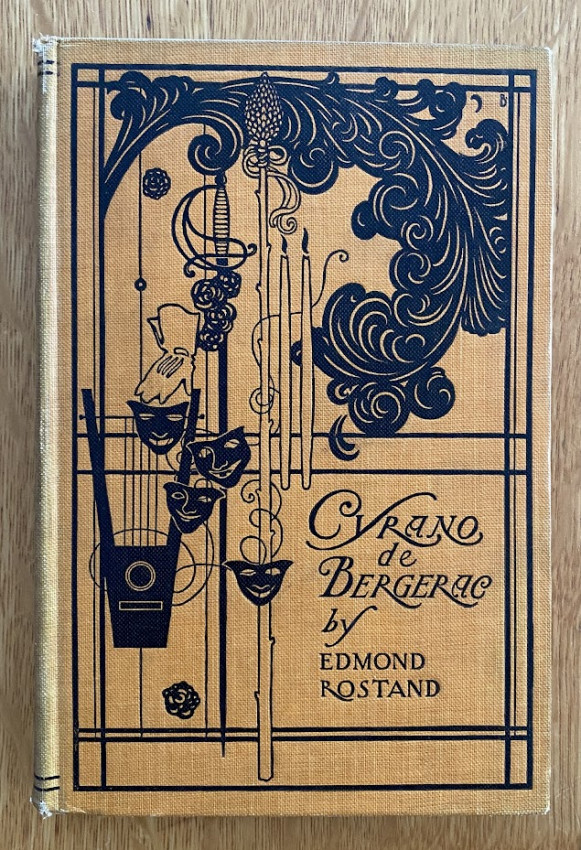 CYRANO
de
BERGERAC
by
EDMOND
ROSTAND